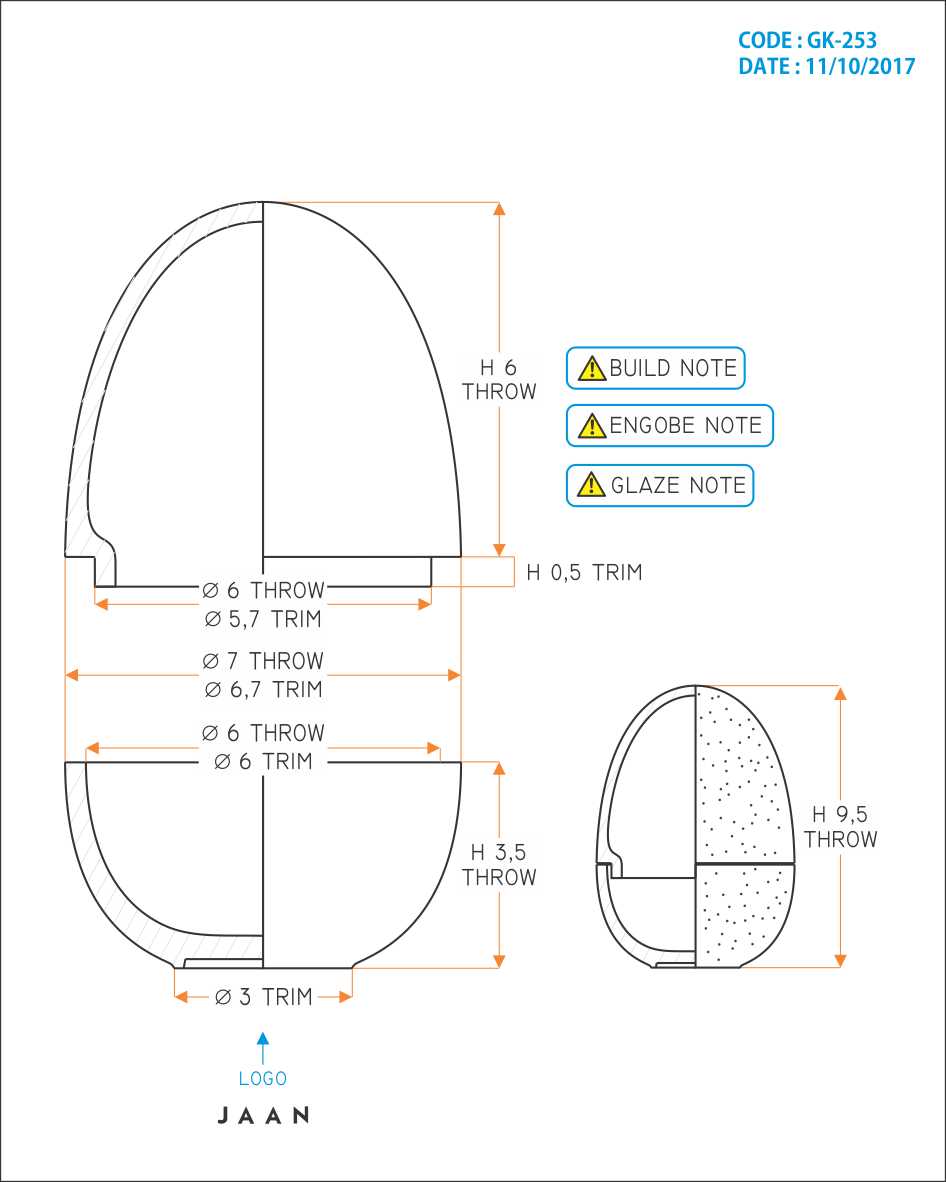 CODE : GK-253
DATE : 11/10/2017
H 6
THROW
BUILD NOTE
ENGOBE NOTE
GLAZE NOTE
H 0,5 TRIM
Ø 6 THROW
Ø 5,7 TRIM
Ø 7 THROW
Ø 6,7 TRIM
Ø 6 THROW
Ø 6 TRIM
H 3,5
THROW
H 9,5
THROW
Ø 3 TRIM
LOGO
JAAN